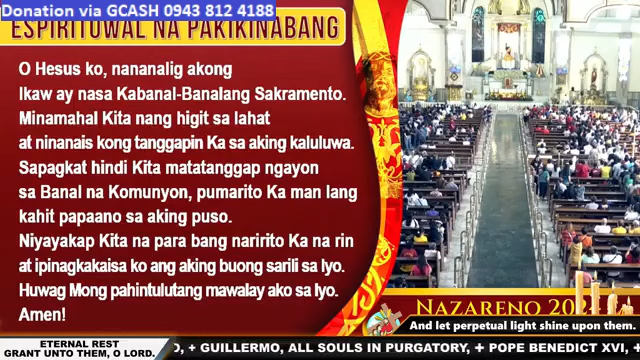 Donation via GCASH 0943 812 4188
ESPIRITUWAL NA PAKIKINABANG
O Hesus ko, nananalig akong
Ikaw ay nasa Kabanal-Banalang Sakramento.
Minamahal Kita nang higit sa lahat
at ninanais kong tanggapin Ka sa aking kaluluwa.
Sapagkat hindi Kita matatanggap ngayon
sa Banal na Komunyon, pumarito Ka man lang
kahit papaano sa aking puso.
Niyayakap Kita na para bang naririto Ka na rin
at ipinagkakaisa ko ang aking buong sarili sa Iyo.
Huwag Mong pahintulutang mawalay ako sa Iyo.
Amen!
NAZARENO
And let perpetual light shine upon them.
ETERNAL REST
GRANT UNTO THEM, O LORD.
O, + GUILLERMO, ALL SOULS IN PURGATORY, + POPE BENEDICT XVI, +